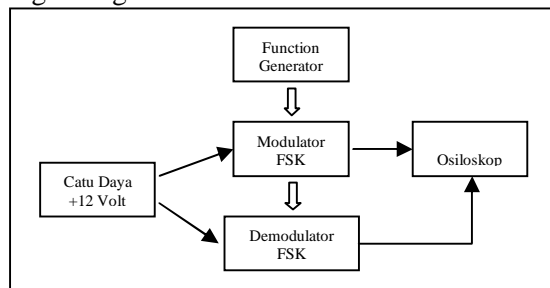 Function
Generator
Modulator
FSK
Osiloskop
Catu Daya
+12 Volt
Demodulator
FSK